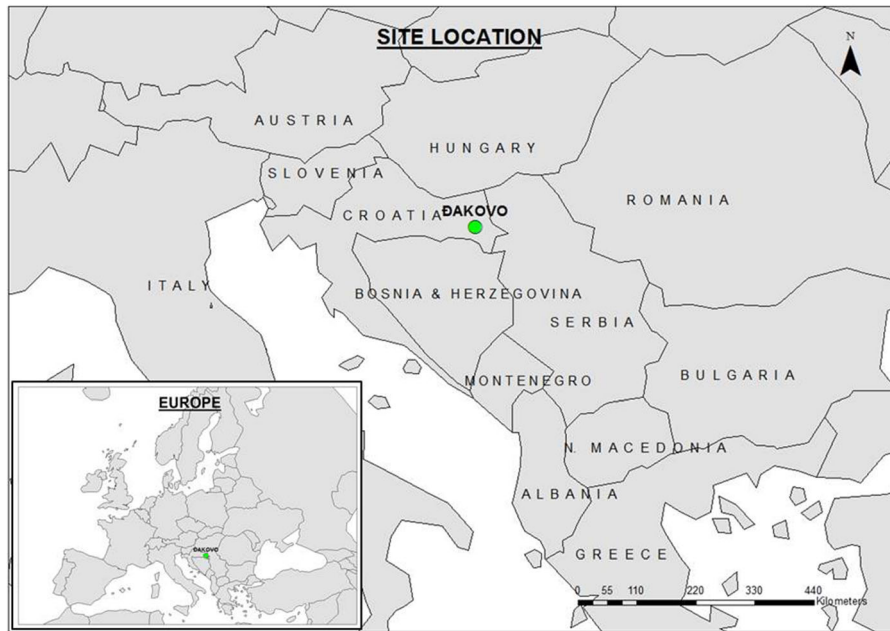 SITE LOCATION
N
AUSTRIA
HUNGARY
SLOVENIA
ROMANIA
CROATIA
ĐAKOVO
ITALY
BOSNIA & HERZEGOVINA
SERBIA
MONTENEGRO
BULGARIA
EUROPE
N. MACEDONIA
ALBANIA
ĐAKOVO
GREECE
0 55 110 220 330 440
Kilometers